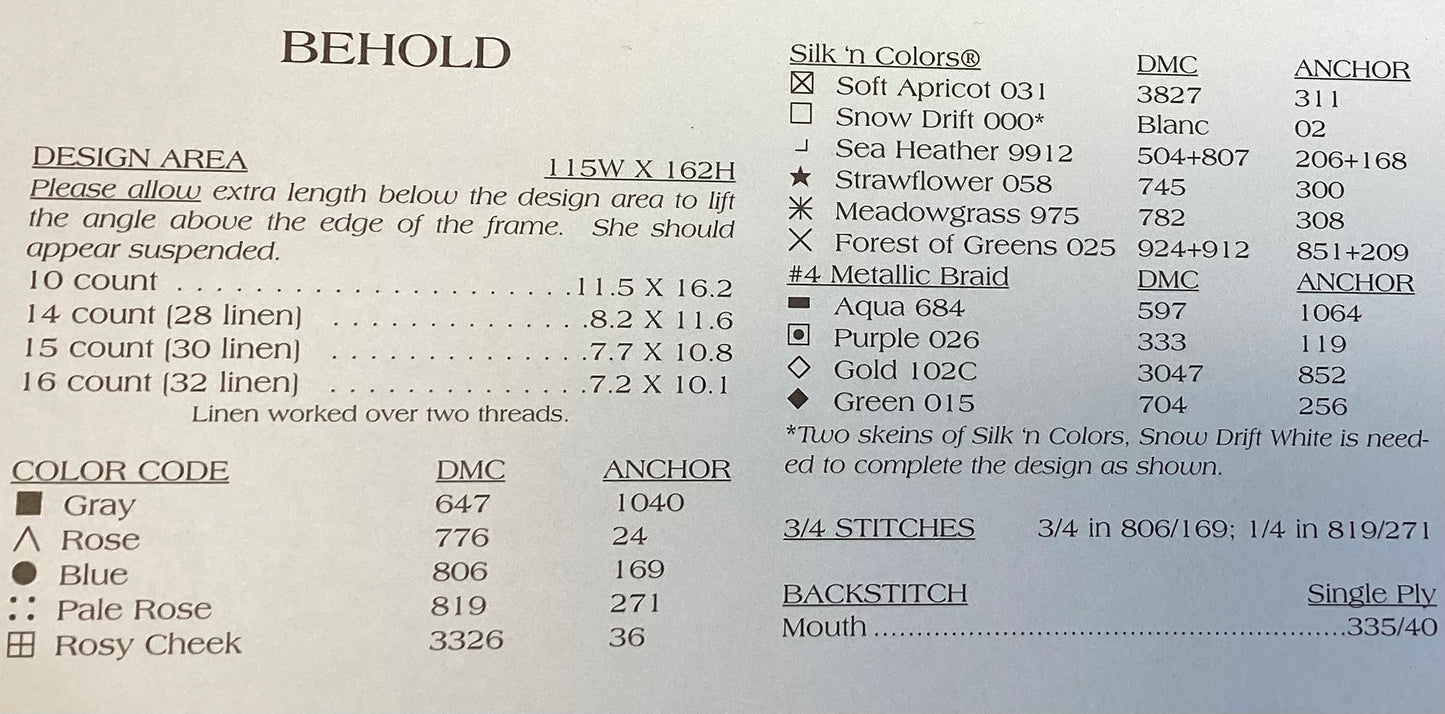 BEHOLD
DESIGN AREA 115W X 162H
Please allow extra length below the design area to lift
the angle above the edge of the frame. She should
appear suspended.
10 count . . . . . . . . . . . . . . . . . . . . . . .11.5 X 16.2
14 count (28 linen) . . . . . . . . . . . . . . .8.2 X 11.6
15 count (30 linen) . . . . . . . . . . . . . . .7.7 X 10.8
16 count (32 linen) . . . . . . . . . . . . . . .7.2 X 10.1
Linen worked over two threads.
COLOR CODE DMC ANCHOR
Gray 647 1040
Rose 776 24
Blue 806 169
Pale Rose 819 271
Rosy Cheek 3326 36
Silk 'n Colors® DMC ANCHOR
Soft Apricot 031 3827 311
Snow Drift 000* Blanc 02
Sea Heather 9912 504+807 206+168
Strawflower 058 745 300
Meadowgrass 975 782 308
Forest of Greens 025 924+912 851+209
#4 Metallic Braid DMC ANCHOR
Aqua 684 597 1064
Purple 026 333 119
Gold 102C 3047 852
Green 015 704 256
*Two skeins of Silk 'n Colors, Snow Drift White is need-
ed to complete the design as shown.
3/4 STITCHES 3/4 in 806/169; 1/4 in 819/271
BACKSTITCH Single Ply
Mouth.......................................................335/40